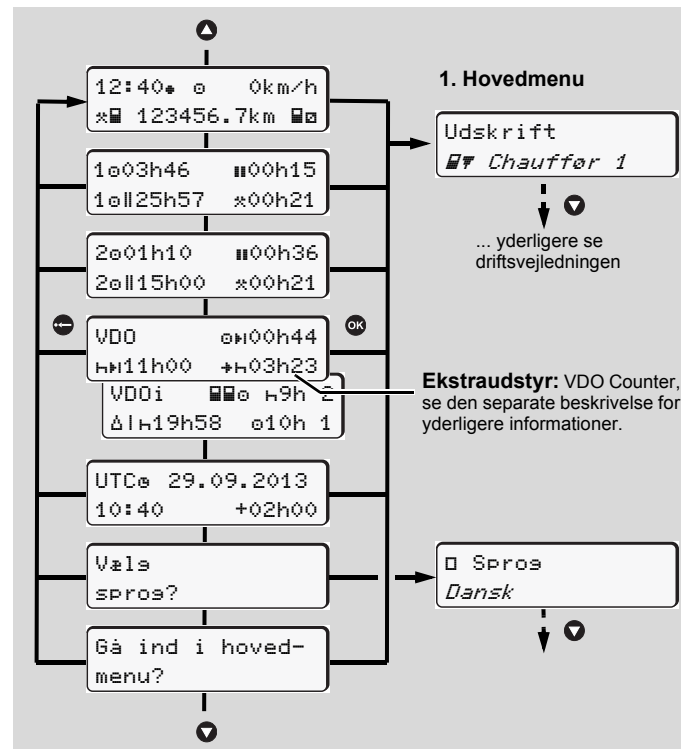 12:40 0km/h
123456.7km
1. Hovedmenu
Udskrift
Chauffør 1
... yderligere se
driftsvejledningen
1 03h46 00h15
1 25h57 00h21
2 01h10 00h36
2 15h00 00h21
OK
VDO 00h44
11h00 03h23
VDOi 9h 2
19h58 10h 1
Ekstraudstyr: VDO Counter,
se den separate beskrivelse for
yderligere informationer.
UTC 29.09.2013
10:40 +02h00
Vælg
sprog?
Sprog
Dansk
Gå ind i hoved-
menu?